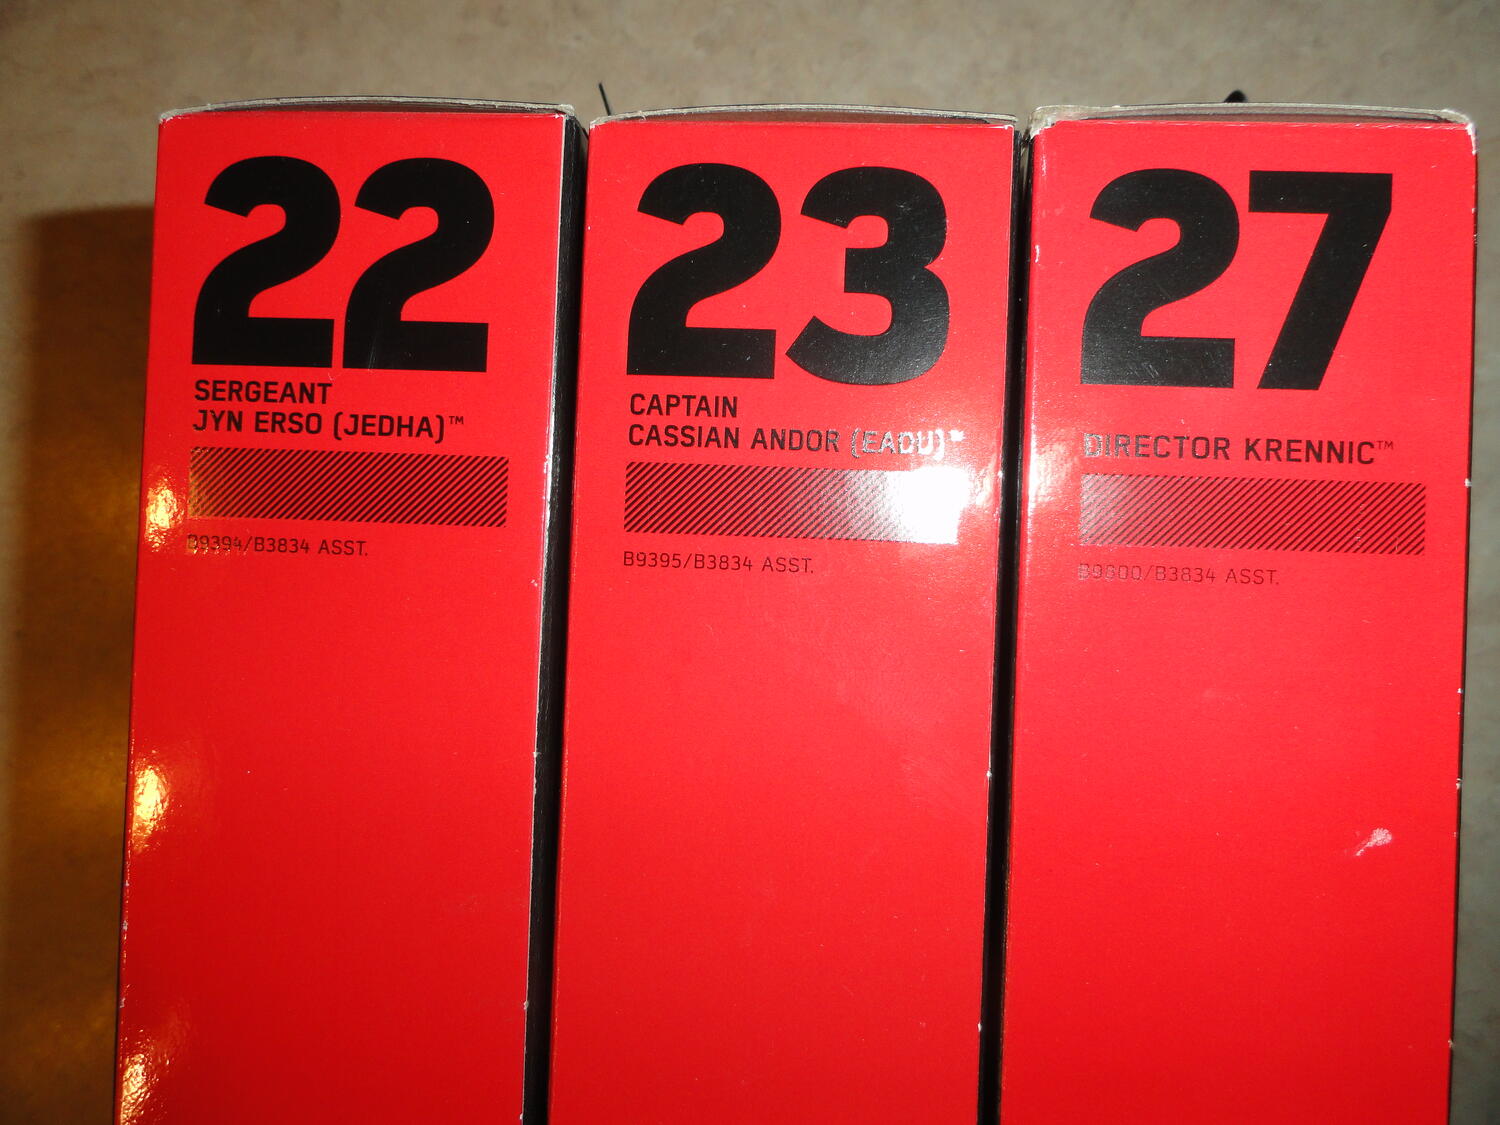 22
SERGEANT
JYN ERSO (JEDHA)™
B9394/B3834 ASST.
23
CAPTAIN
CASSIAN ANDOR (EADU)™
B9395/B3834 ASST.
27
DIRECTOR KRENNIC™
B9600/B3834 ASST.